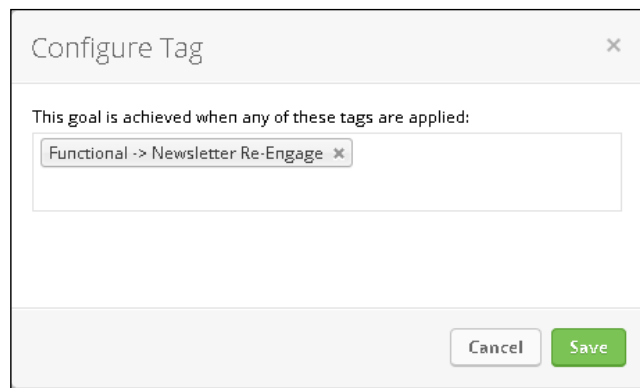 Configure Tag
This goal is achieved when any of these tags are applied:
Functional -> Newsletter Re-Engage
Cancel
Save